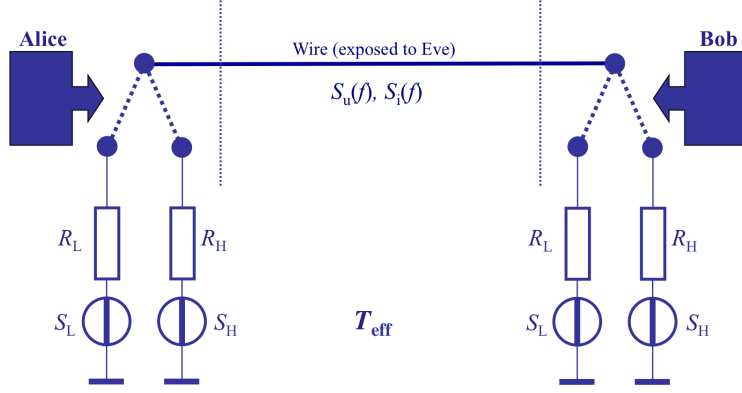 Alice
Bob
Wire (exposed to Eve)
Su(f), Si(f)
RL
RH
RL
RH
SL
SH
Teff
SL
SH